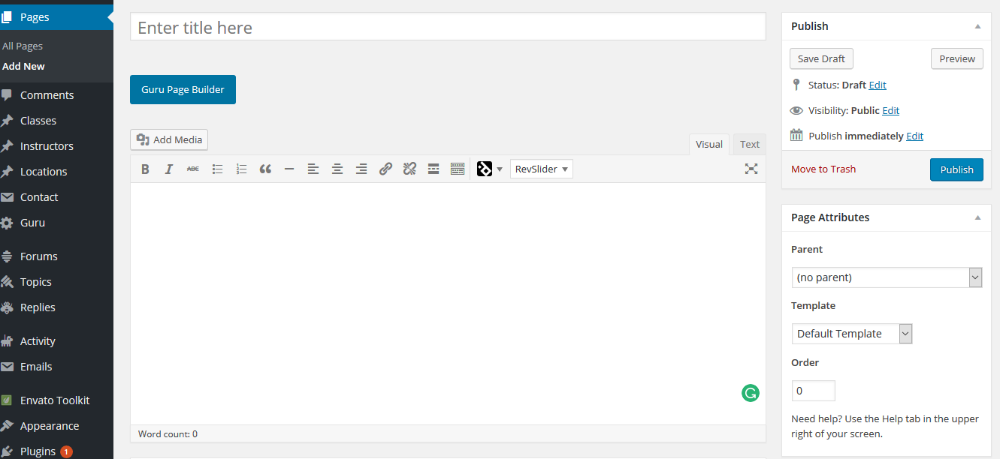 Pages
All Pages
Add New
Comments
Classes
Instructors
Locations
Contact
Guru
Forums
Topics
Replies
Activity
Emails
Envato Toolkit
Appearance
Plugins 1
Enter title here
Guru Page Builder
Add Media
Visual Text
B I ABC RevSlider
Word count: 0
Publish
Save Draft Preview
Status: Draft Edit
Visibility: Public Edit
Publish immediately Edit
Move to Trash Publish
Page Attributes
Parent
(no parent)
Template
Default Template
Order
0
Need help? Use the Help tab in the upper
right of your screen.